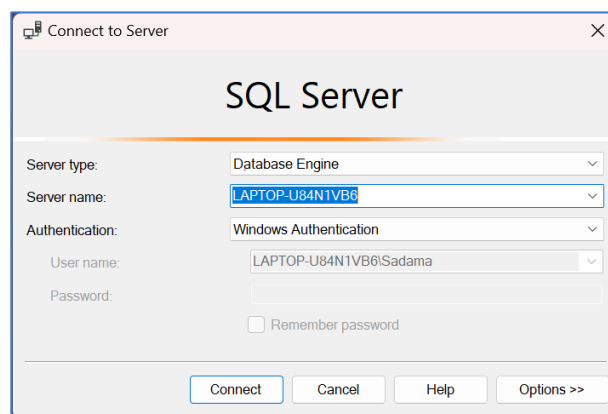 Connect to Server
SQL Server
Server type: Database Engine
Server name: LAPTOP-U84N1VB6
Authentication: Windows Authentication
User name: LAPTOP-U84N1VB6\Sadama
Password:
Remember password
Connect Cancel Help Options >>